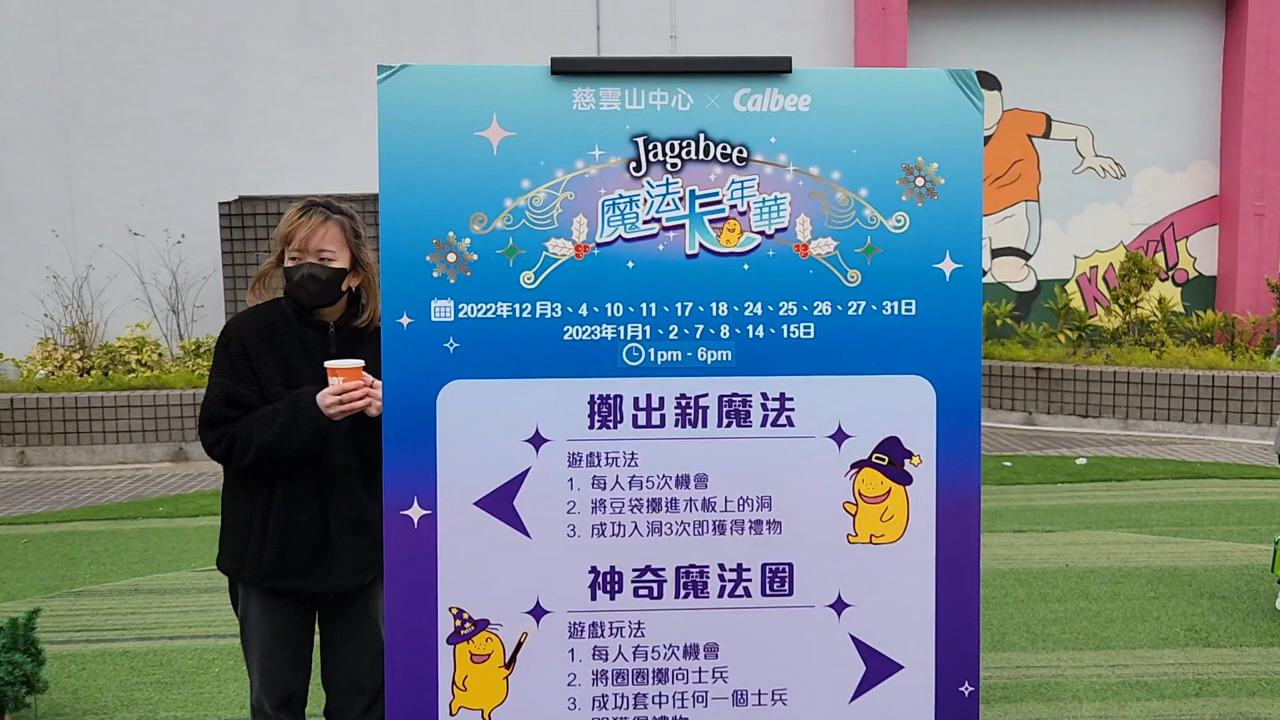 慈雲山中心 × Calbee
Jagabee
魔法卡年華
2022年12月3、4、10、11、17、18、24、25、26、27、31日
2023年1月1、2、7、8、14、15日
1pm - 6pm
擲出新魔法
遊戲玩法
1. 每人有5次機會
2. 將豆袋擲進木板上的洞
3. 成功入洞3次即獲得禮物
神奇魔法圈
遊戲玩法
1. 每人有5次機會
2. 將圈圈擲向士兵
3. 成功套中任何一個士兵
即獲得禮物
KICK!